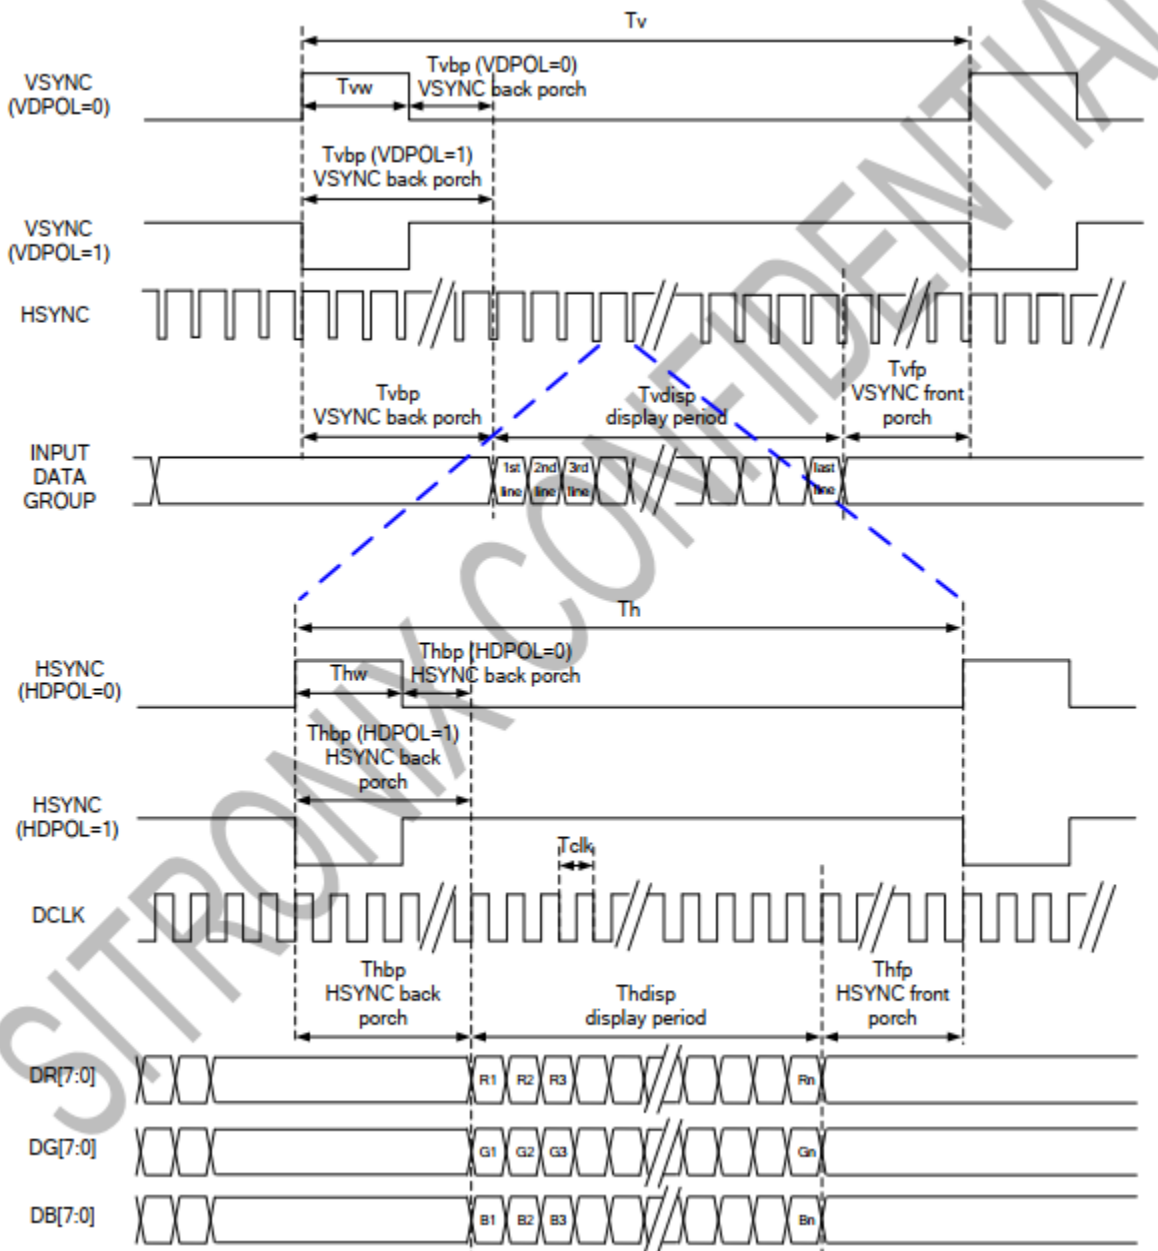 Tv
VSYNC
(VDPOL=0)
Tvw
Tvbp (VDPOL=0)
VSYNC back porch
Tvbp (VDPOL=1)
VSYNC back porch
VSYNC
(VDPOL=1)
HSYNC
Tvbp
VSYNC back porch
Tvdisp
display period
Tvfp
VSYNC front
porch
INPUT
DATA
GROUP
1st
line
2nd
line
3rd
line
last
line
Th
HSYNC
(HDPOL=0)
Thw
Thbp (HDPOL=0)
HSYNC back porch
Thbp (HDPOL=1)
HSYNC back
porch
HSYNC
(HDPOL=1)
Tclk
DCLK
Thbp
HSYNC back
porch
Thdisp
display period
Thfp
HSYNC front
porch
DR[7:0]
R1 R2 R3 Rn
DG[7:0]
G1 G2 G3 Gn
DB[7:0]
B1 B2 B3 Bn
SITRONIX CONFIDENTIAL